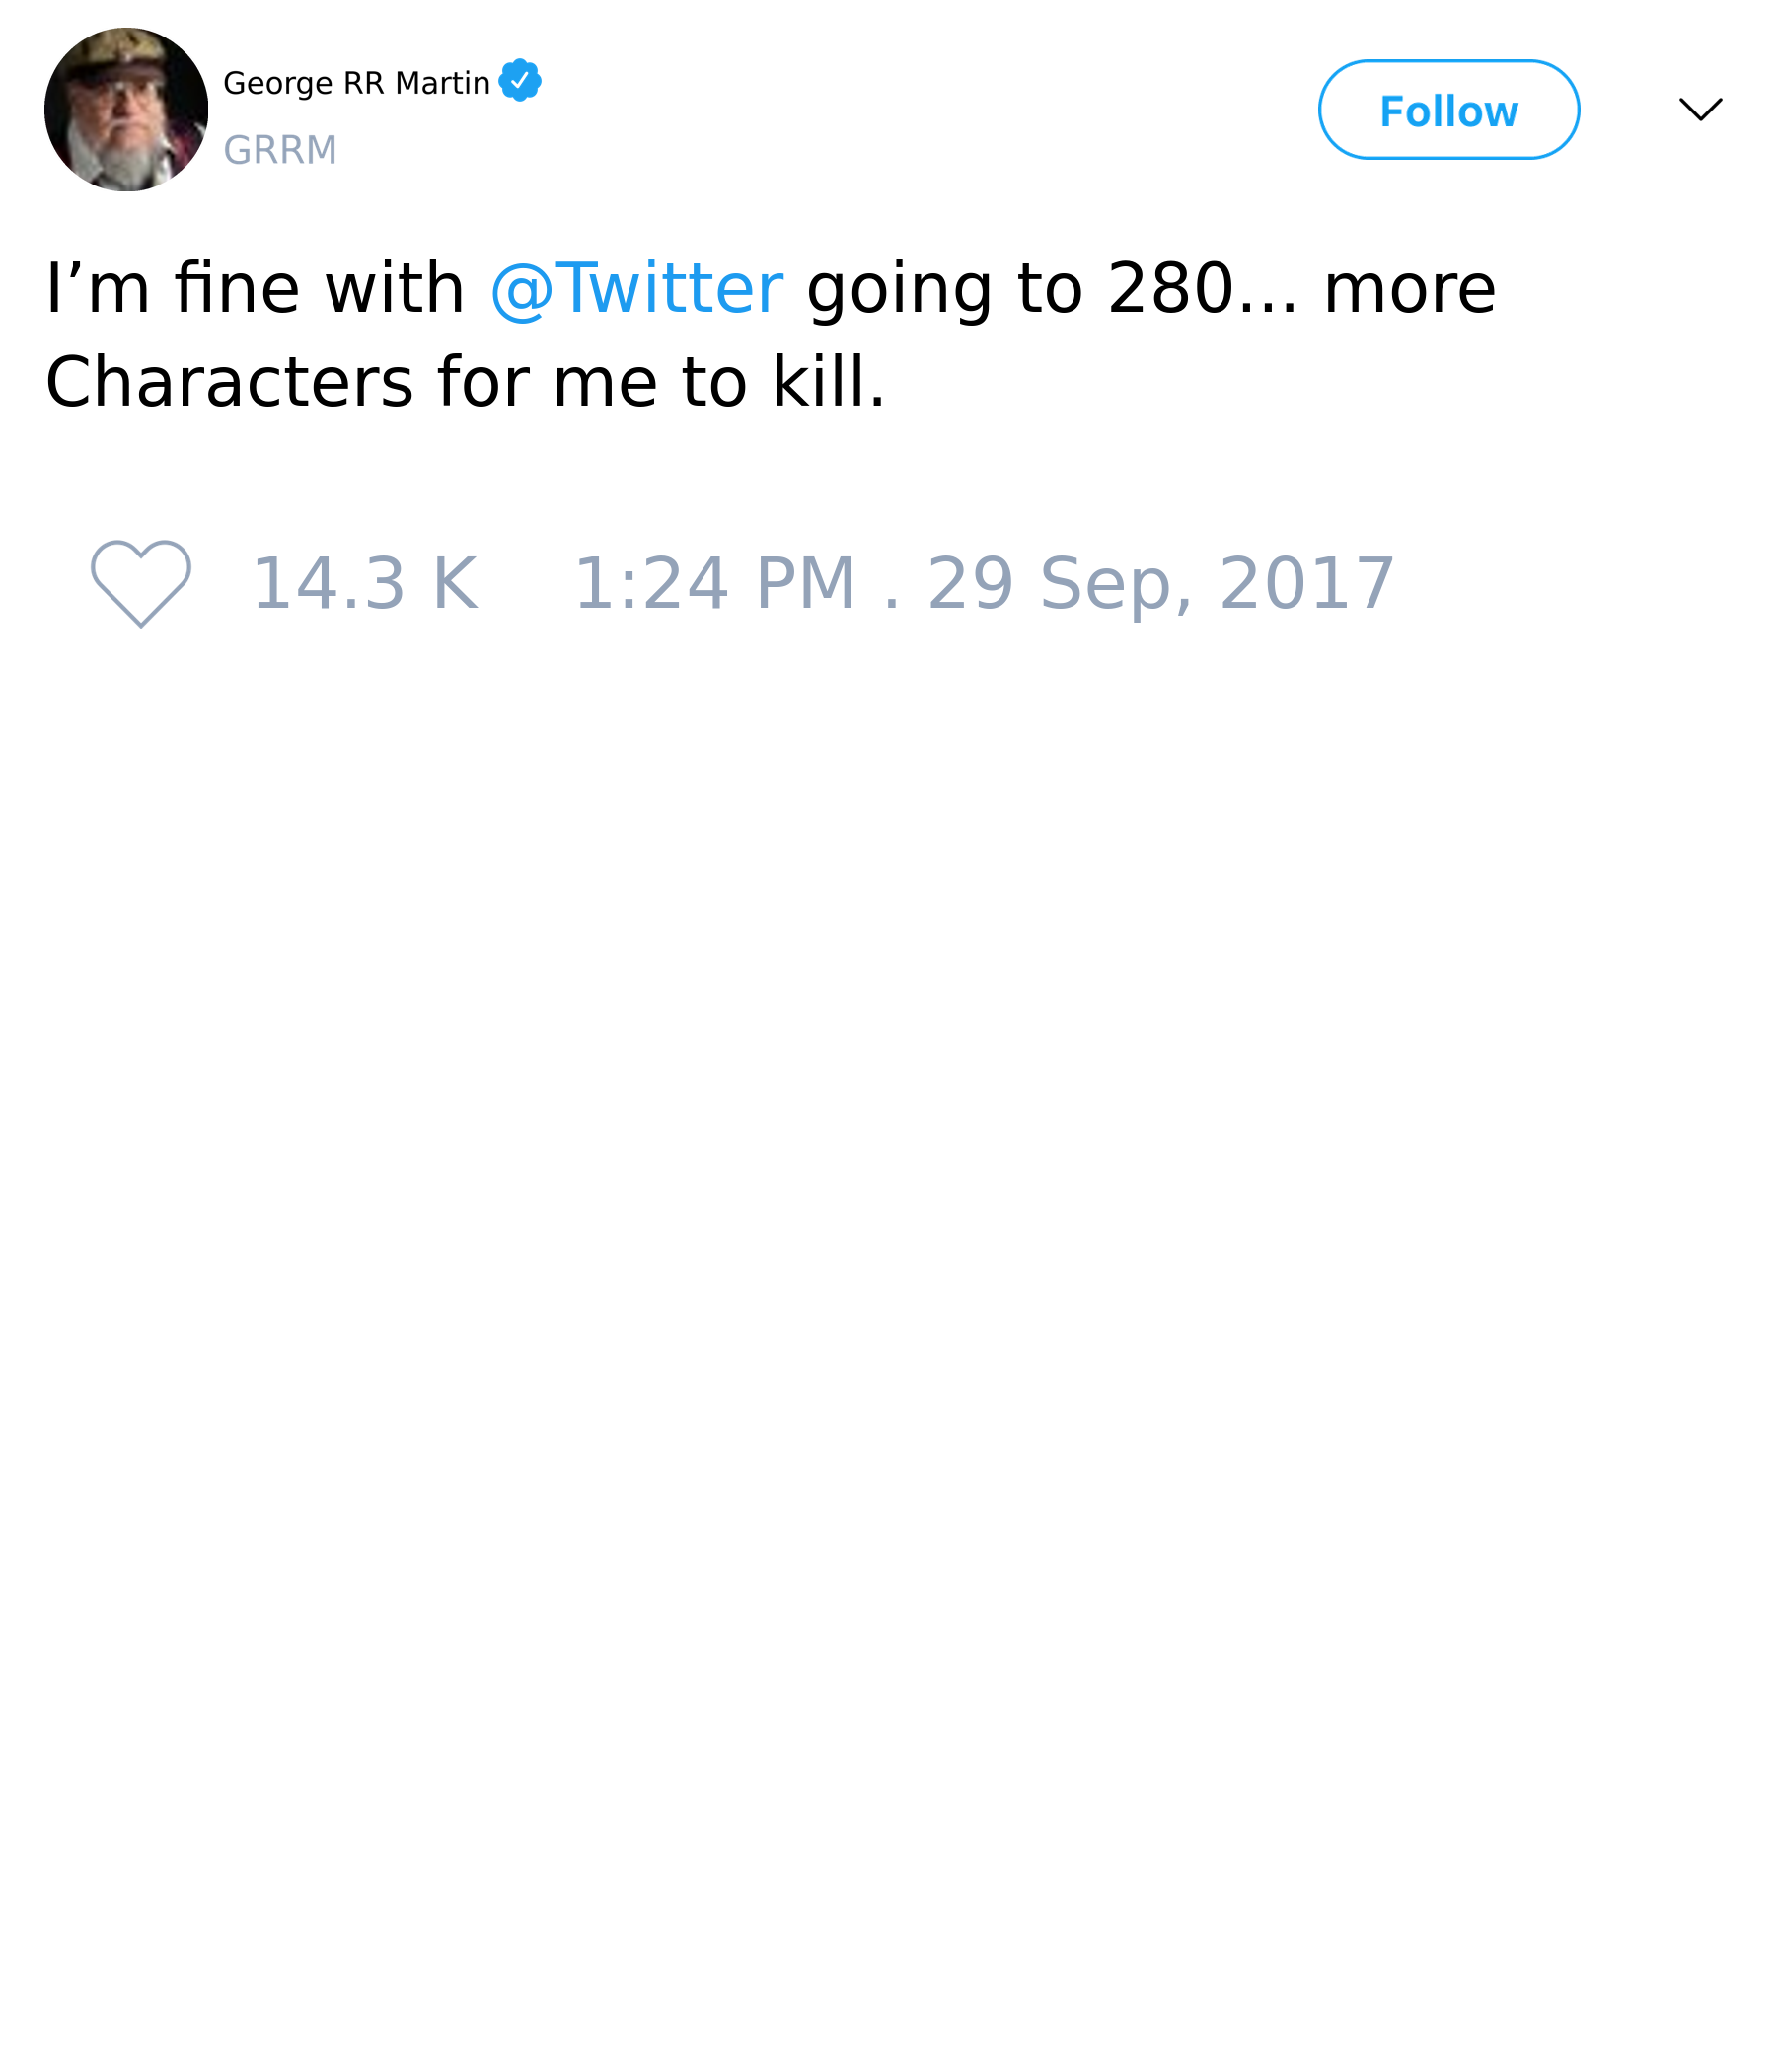 George RR Martin
GRRM
Follow
I’m fine with @Twitter going to 280... more
Characters for me to kill.
14.3 K 1:24 PM . 29 Sep, 2017